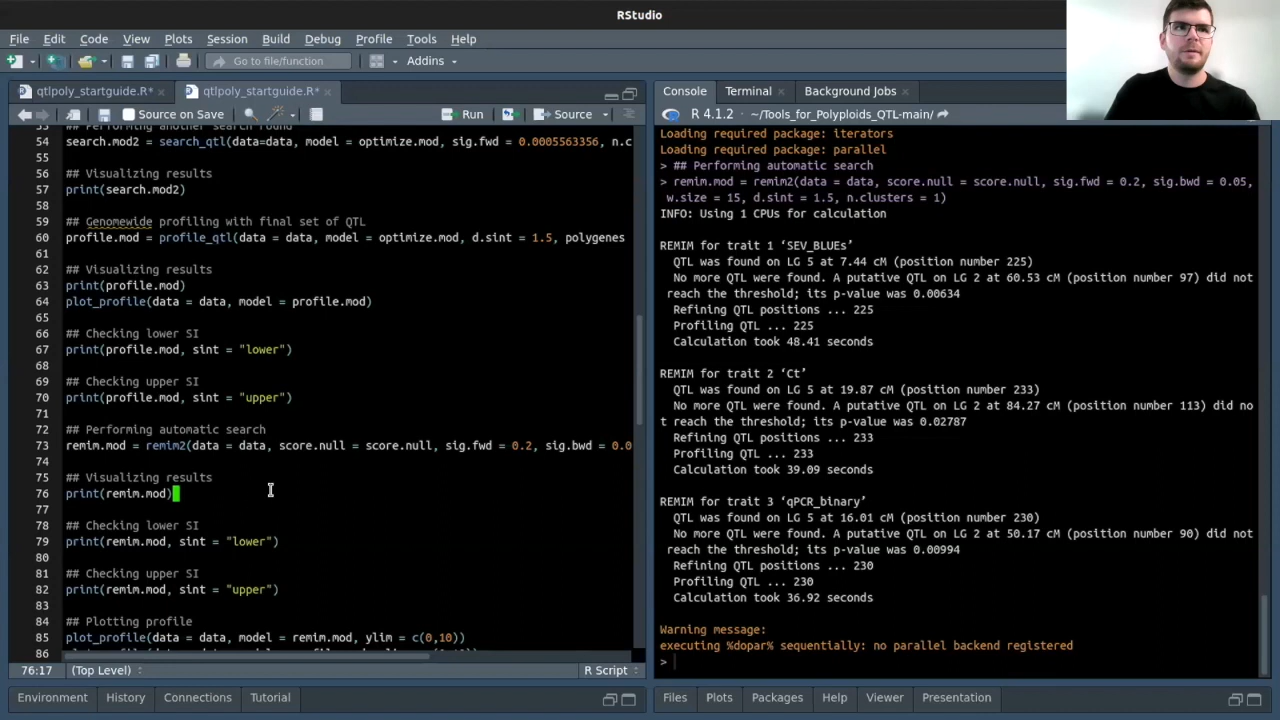 RStudio
File Edit Code View Plots Session Build Debug Profile Tools Help
Go to file/function Addins
qtlpoly_startguide.R* qtlpoly_startguide.R*
Source on Save Run Source
53 ## Performing another search round
54 search.mod2 = search_qtl(data=data, model = optimize.mod, sig.fwd = 0.0005563356, n.c
55
56 ## Visualizing results
57 print(search.mod2)
58
59 ## Genomewide profiling with final set of QTL
60 profile.mod = profile_qtl(data = data, model = optimize.mod, d.sint = 1.5, polygenes
61
62 ## Visualizing results
63 print(profile.mod)
64 plot_profile(data = data, model = profile.mod)
65
66 ## Checking lower SI
67 print(profile.mod, sint = "lower")
68
69 ## Checking upper SI
70 print(profile.mod, sint = "upper")
71
72 ## Performing automatic search
73 remim.mod = remim2(data = data, score.null = score.null, sig.fwd = 0.2, sig.bwd = 0.0
74
75 ## Visualizing results
76 print(remim.mod)
77
78 ## Checking lower SI
79 print(remim.mod, sint = "lower")
80
81 ## Checking upper SI
82 print(remim.mod, sint = "upper")
83
84 ## Plotting profile
85 plot_profile(data = data, model = remim.mod, ylim = c(0,10))
86
76:17 (Top Level) R Script
Environment History Connections Tutorial
Console Terminal Background Jobs
R 4.1.2 · ~/Tools_for_Polyploids_QTL-main/
Loading required package: iterators
Loading required package: parallel
> ## Performing automatic search
> remim.mod = remim2(data = data, score.null = score.null, sig.fwd = 0.2, sig.bwd = 0.05,
w.size = 15, d.sint = 1.5, n.clusters = 1)
INFO: Using 1 CPUs for calculation
REMIM for trait 1 ‘SEV_BLUEs’
QTL was found on LG 5 at 7.44 cM (position number 225)
No more QTL were found. A putative QTL on LG 2 at 60.53 cM (position number 97) did not
reach the threshold; its p-value was 0.00634
Refining QTL positions ... 225
Profiling QTL ... 225
Calculation took 48.41 seconds
REMIM for trait 2 ‘Ct’
QTL was found on LG 5 at 19.87 cM (position number 233)
No more QTL were found. A putative QTL on LG 2 at 84.27 cM (position number 113) did no
t reach the threshold; its p-value was 0.02787
Refining QTL positions ... 233
Profiling QTL ... 233
Calculation took 39.09 seconds
REMIM for trait 3 ‘qPCR_binary’
QTL was found on LG 5 at 16.01 cM (position number 230)
No more QTL were found. A putative QTL on LG 2 at 50.17 cM (position number 90) did not
reach the threshold; its p-value was 0.00994
Refining QTL positions ... 230
Profiling QTL ... 230
Calculation took 36.92 seconds
Warning message:
executing %dopar% sequentially: no parallel backend registered
>
Files Plots Packages Help Viewer Presentation